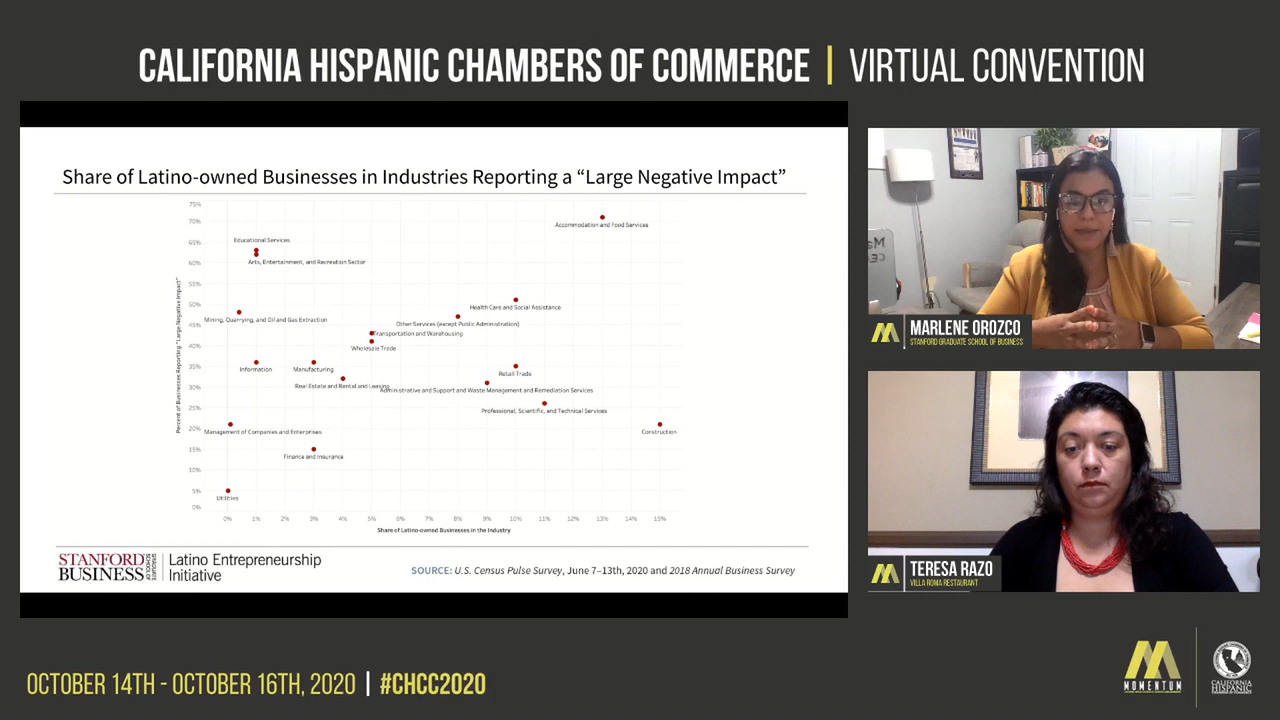 CALIFORNIA HISPANIC CHAMBERS OF COMMERCE | VIRTUAL CONVENTION
Share of Latino-owned Businesses in Industries Reporting a “Large Negative Impact”
75%
70%
65%
60%
55%
50%
45%
40%
35%
30%
25%
20%
15%
10%
5%
0%
Percent of Businesses Reporting "Large Negative Impact"
Accommodation and Food Services
Educational Services
Arts, Entertainment, and Recreation Sector
Health Care and Social Assistance
Mining, Quarrying, and Oil and Gas Extraction
Other Services (except Public Administration)
Transportation and Warehousing
Wholesale Trade
Information
Manufacturing
Retail Trade
Real Estate and Rental and Leasing
Administrative and Support and Waste Management and Remediation Services
Professional, Scientific, and Technical Services
Management of Companies and Enterprises
Construction
Finance and Insurance
Utilities
0% 1% 2% 3% 4% 5% 6% 7% 8% 9% 10% 11% 12% 13% 14% 15%
Share of Latino-owned Businesses in the Industry
STANFORD
BUSINESS
GRADUATE
SCHOOL OF
Latino Entrepreneurship
Initiative
SOURCE: U.S. Census Pulse Survey, June 7–13th, 2020 and 2018 Annual Business Survey
MARLENE OROZCO
STANFORD GRADUATE SCHOOL OF BUSINESS
TERESA RAZO
VILLA ROMA RESTAURANT
OCTOBER 14TH - OCTOBER 16TH, 2020 | #CHCC2020
MOMENTUM
CALIFORNIA
HISPANIC